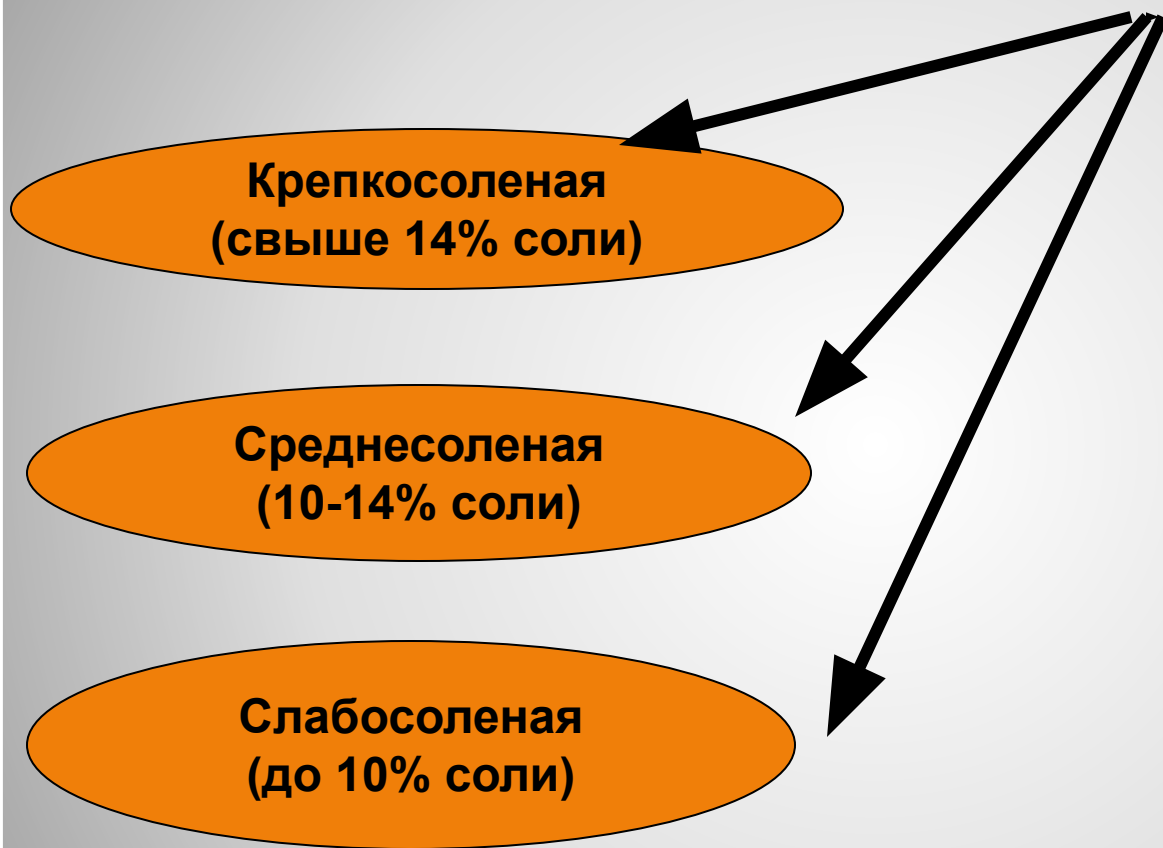 Крепкосоленая
(свыше 14% соли)
Среднесоленая
(10-14% соли)
Слабосоленая
(до 10% соли)